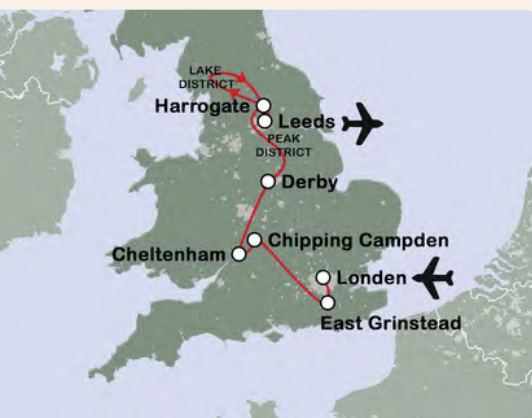 LAKE
DISTRICT
Harrogate
Leeds
PEAK
DISTRICT
Derby
Chipping Campden
Cheltenham
Londen
East Grinstead